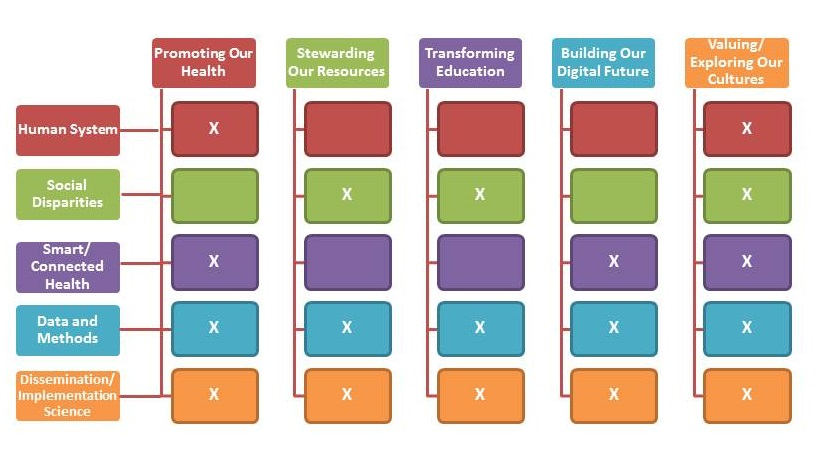 Promoting Our
Health
Stewarding
Our Resources
Transforming
Education
Building Our
Digital Future
Valuing/
Exploring Our
Cultures
Human System
X
X
Social
Disparities
X
X
X
Smart/
Connected
Health
X
X
X
Data and
Methods
X
X
X
X
X
Dissemination/
Implementation
Science
X
X
X
X
X